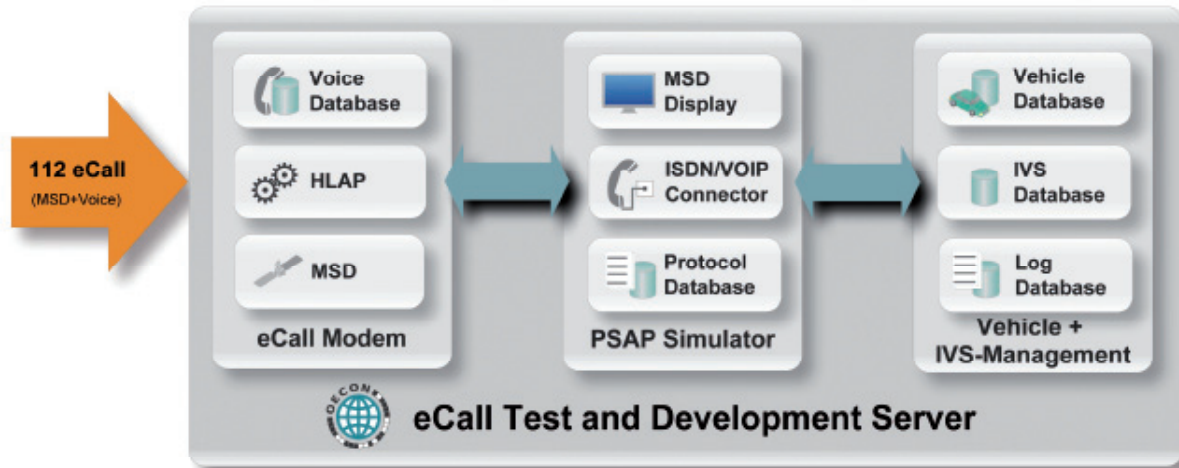 112 eCall
(MSD+Voice)
Voice
Database
HLAP
MSD
eCall Modem
MSD
Display
ISDN/VOIP
Connector
Protocol
Database
PSAP Simulator
Vehicle
Database
IVS
Database
Log
Database
Vehicle +
IVS-Management
OECON
eCall Test and Development Server